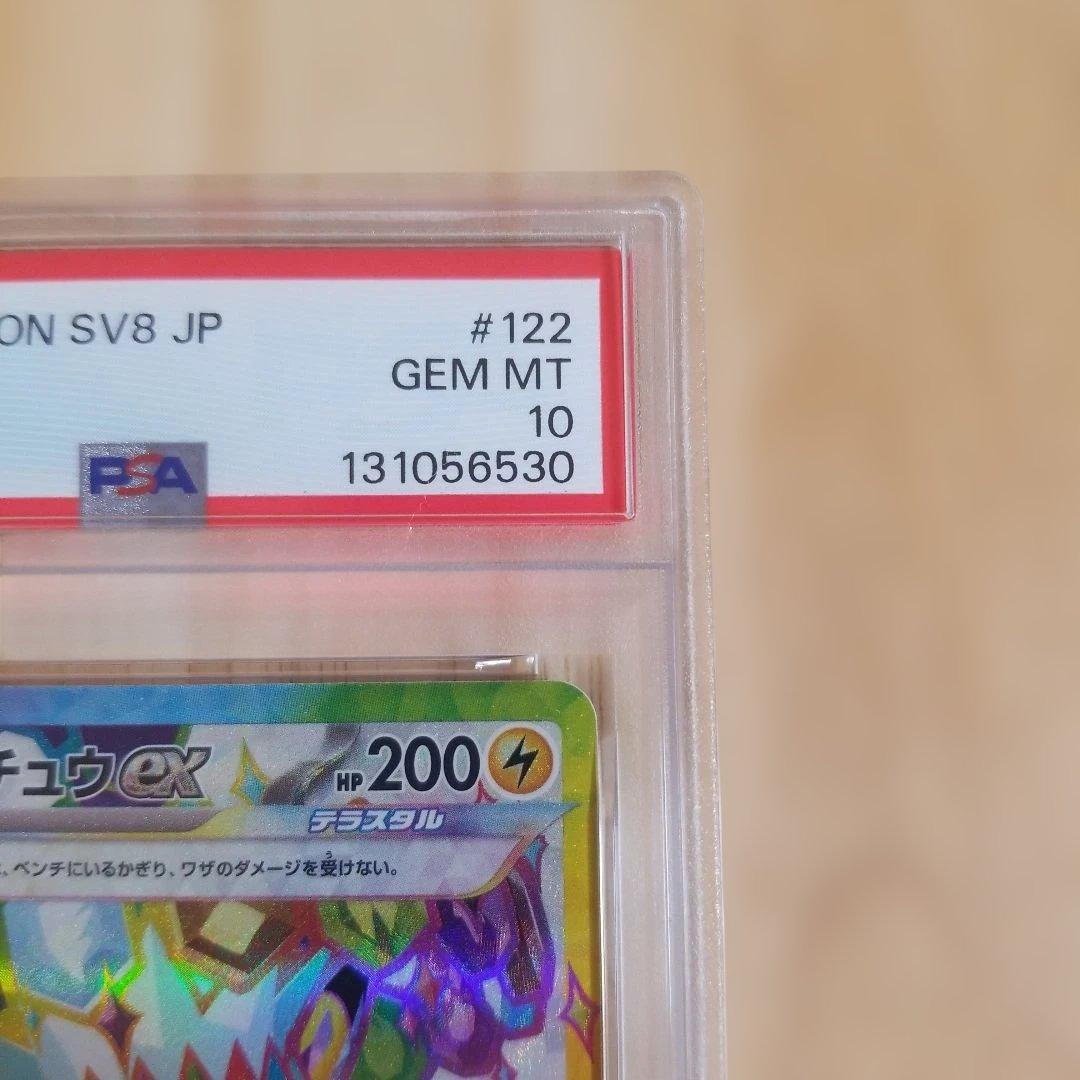 ON SV8 JP #122
GEM MT
10
PSA 131056530
チュウex HP200
テラスタル
、ベンチにいるかぎり、ワザのダメージを受けない。
う